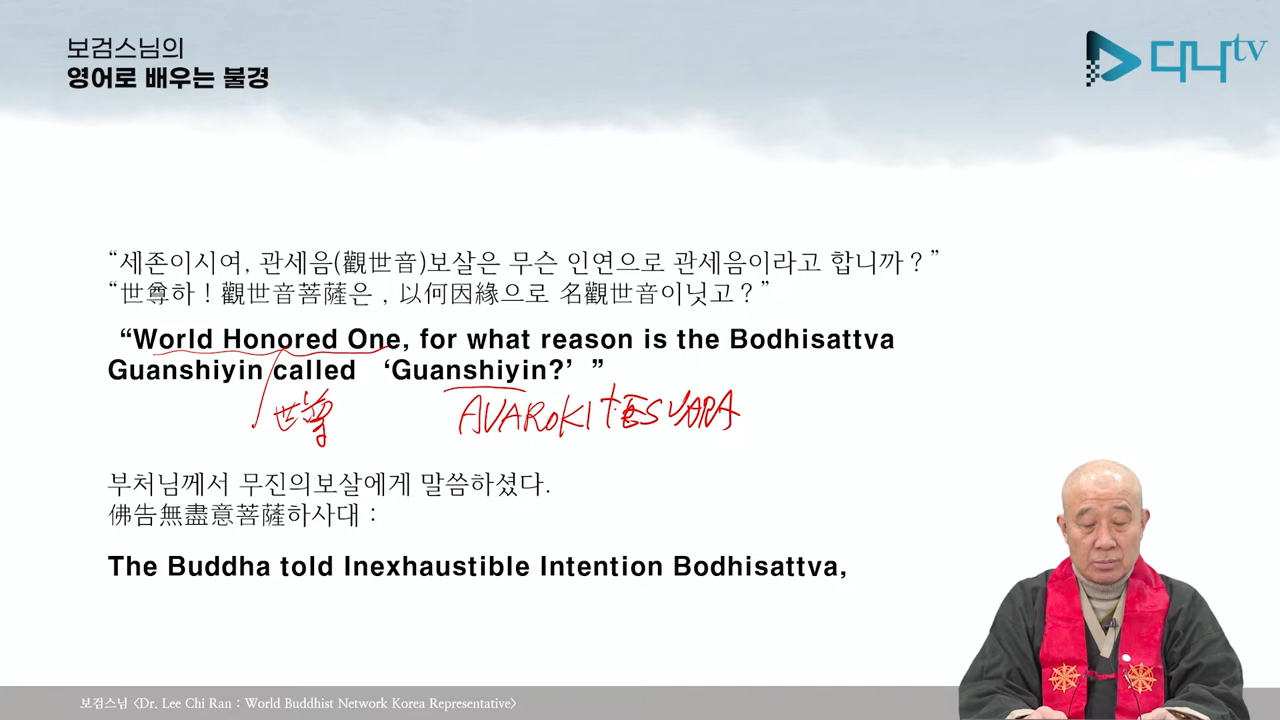 보검스님의
영어로 배우는 불경
다나tv
“세존이시여, 관세음(觀世音)보살은 무슨 인연으로 관세음이라고 합니까?”
“世尊하! 觀世音菩薩은, 以何因緣으로 名觀世音이닛고?”
“World Honored One, for what reason is the Bodhisattva
Guanshiyin called ‘Guanshiyin?’ ”
世尊 AVAROKITESVARA
부처님께서 무진의보살에게 말씀하셨다.
佛告無盡意菩薩하사대 :
The Buddha told Inexhaustible Intention Bodhisattva,
보검스님 <Dr. Lee Chi Ran : World Buddhist Network Korea Representative>